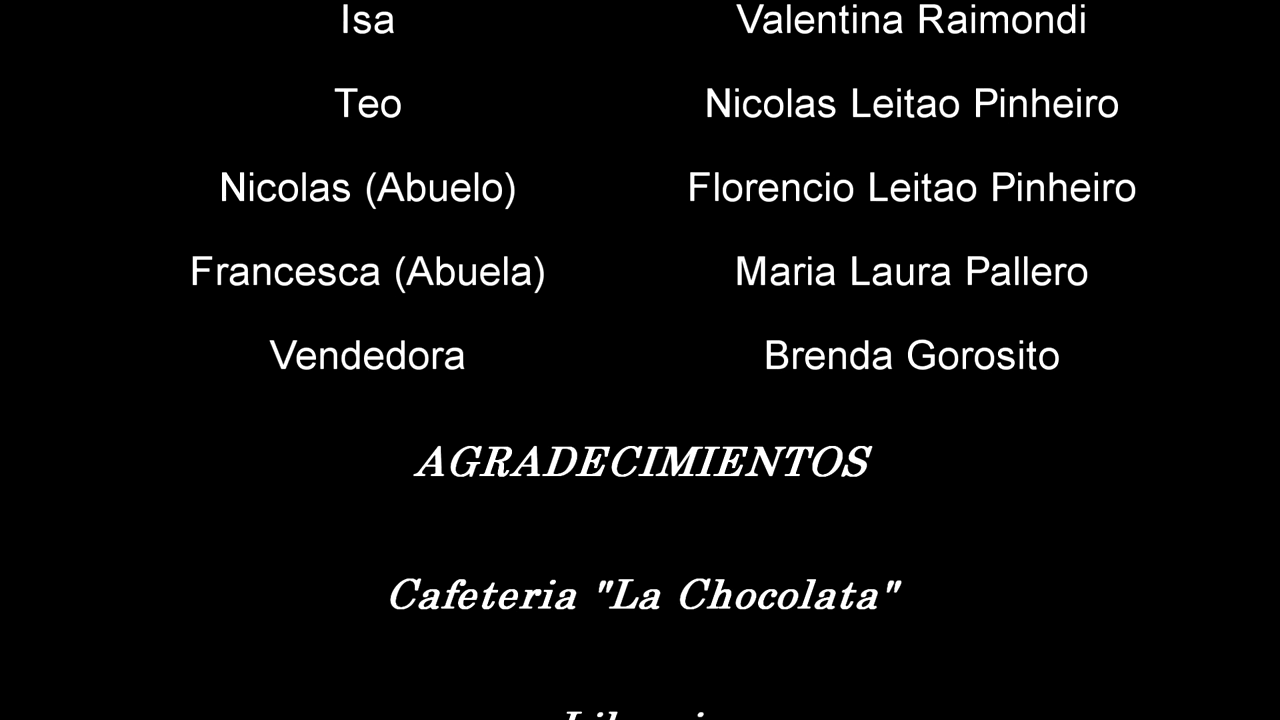 Isa Valentina Raimondi
Teo Nicolas Leitao Pinheiro
Nicolas (Abuelo) Florencio Leitao Pinheiro
Francesca (Abuela) Maria Laura Pallero
Vendedora Brenda Gorosito
AGRADECIMIENTOS
Cafeteria "La Chocolata"